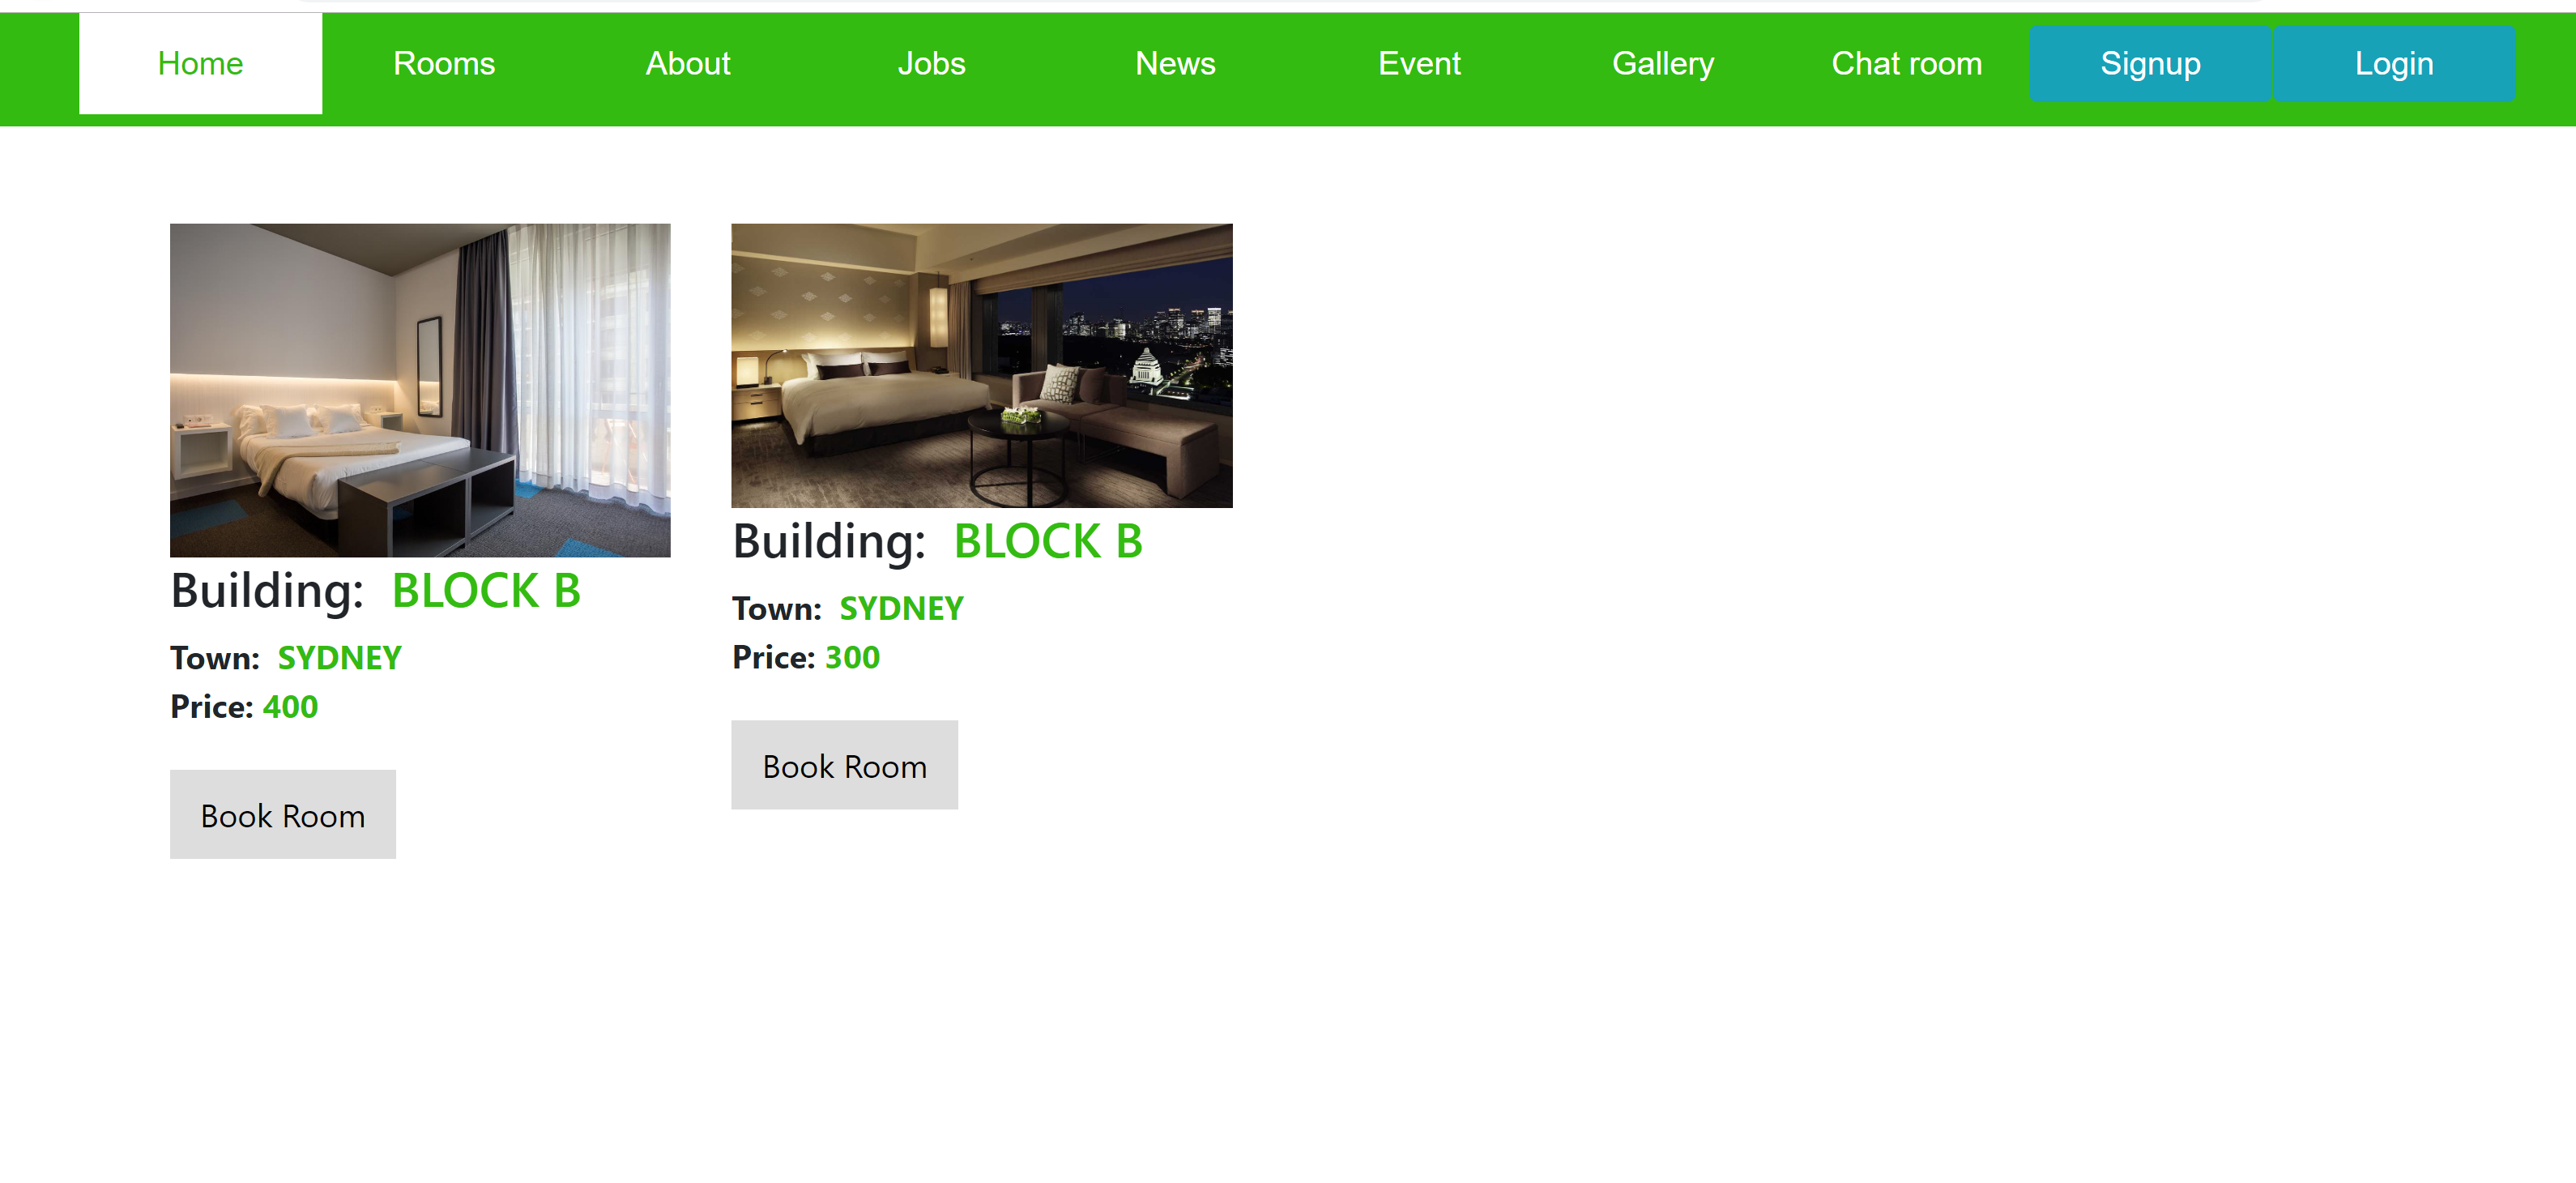 Home Rooms About Jobs News Event Gallery Chat room Signup Login
Building: BLOCK B
Town: SYDNEY
Price: 400
Book Room
Building: BLOCK B
Town: SYDNEY
Price: 300
Book Room